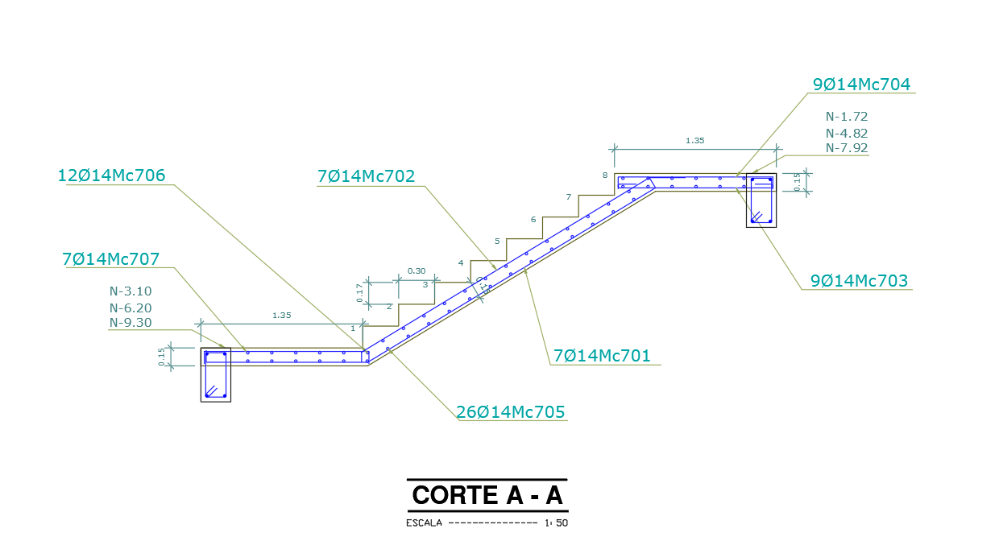 9Ø14Mc704
N-1.72
N-4.82
N-7.92
1.35
0.15
8
12Ø14Mc706
7Ø14Mc702
7
6
5
4
7Ø14Mc707
0.30
3
0.17
2
N-3.10
N-6.20
N-9.30
1.35
1
0.15
9Ø14Mc703
7Ø14Mc701
26Ø14Mc705
CORTE A - A
ESCALA ---------------- 1: 50